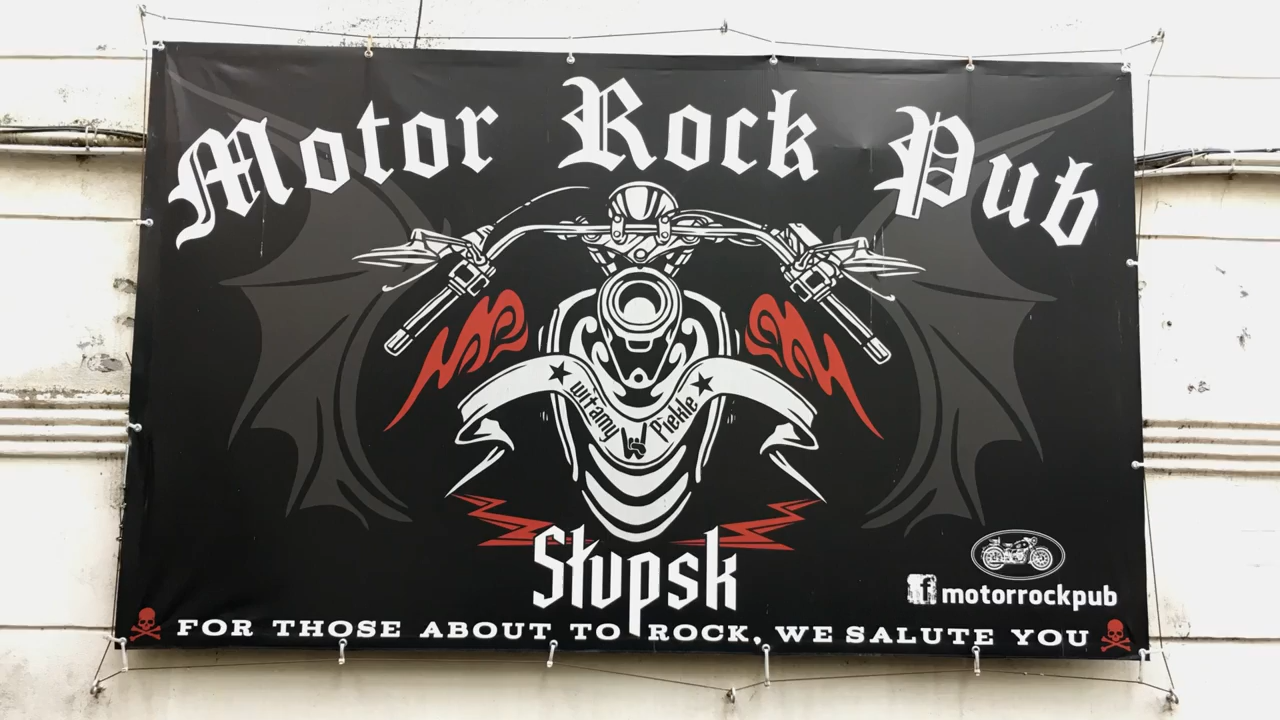 Motor Rock Pub
witamy w Piekle
Słupsk
motorrockpub
FOR THOSE ABOUT TO ROCK, WE SALUTE YOU